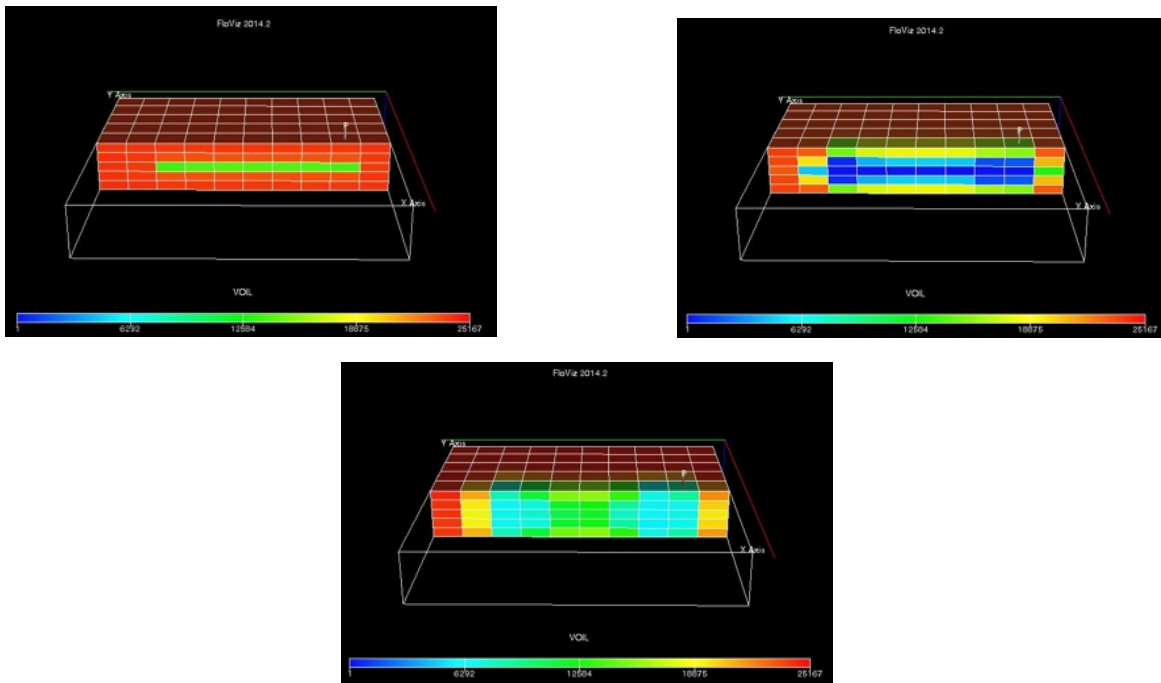 FloViz 2014.2
Y Axis
P
X Axis
VOIL
1 6292 12584 18875 25167
FloViz 2014.2
Y Axis
P
X Axis
VOIL
1 6292 12584 18875 25167
FloViz 2014.2
Y Axis
P
X Axis
VOIL
1 6292 12584 18875 25167